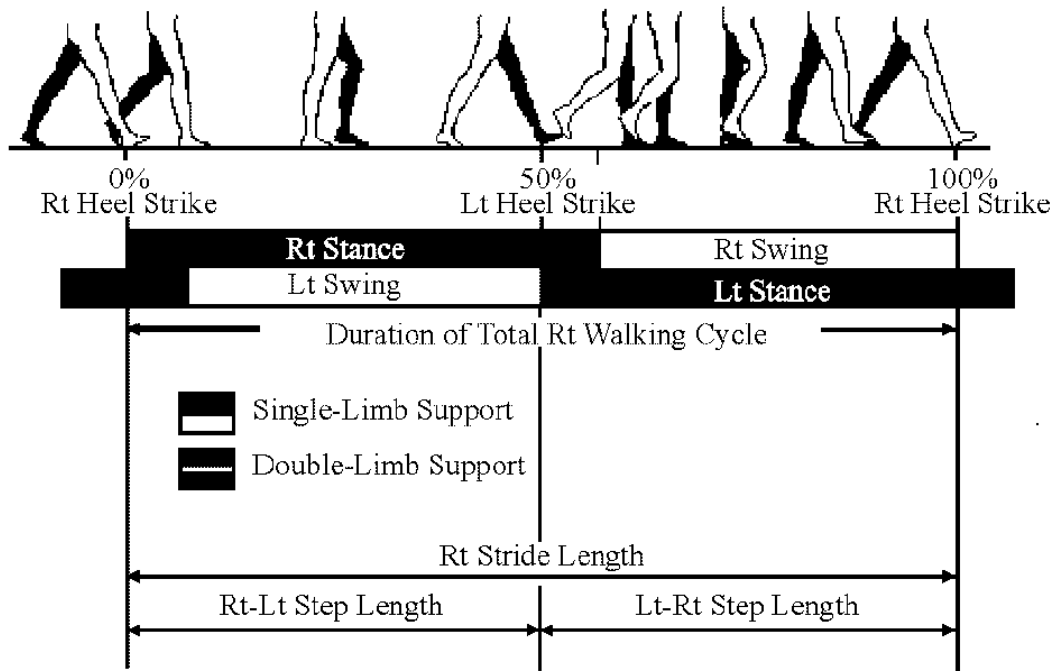 0% 50% 100%
Rt Heel Strike Lt Heel Strike Rt Heel Strike
Rt Stance Rt Swing
Lt Swing Lt Stance
Duration of Total Rt Walking Cycle
Single-Limb Support
Double-Limb Support
Rt Stride Length
Rt-Lt Step Length Lt-Rt Step Length